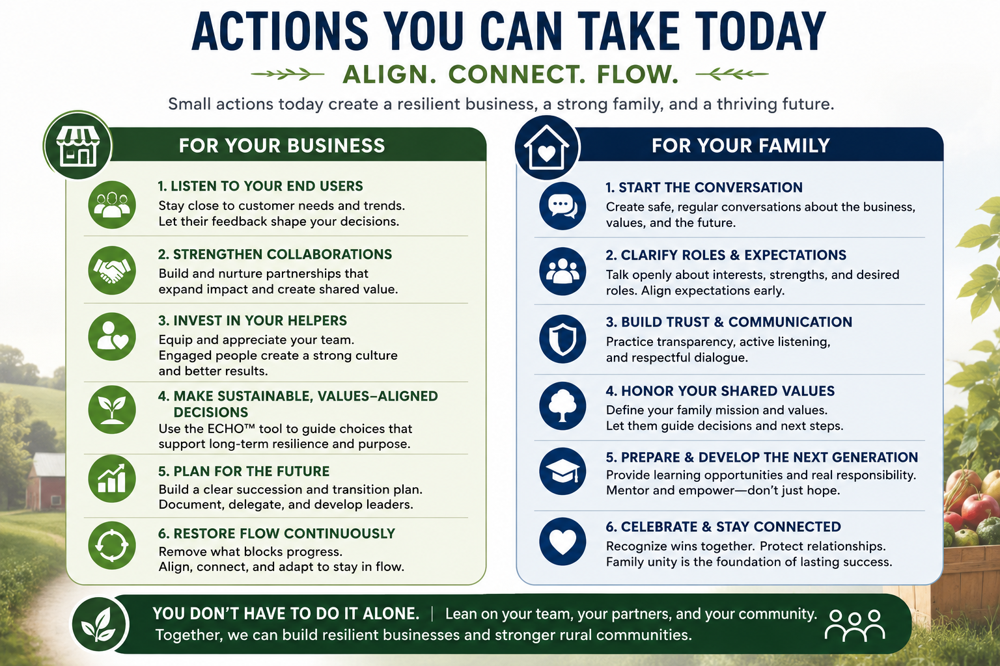 ACTIONS YOU CAN TAKE TODAY
ALIGN. CONNECT. FLOW.
Small actions today create a resilient business, a strong family, and a thriving future.
FOR YOUR BUSINESS
1. LISTEN TO YOUR END USERS
Stay close to customer needs and trends.
Let their feedback shape your decisions.
2. STRENGTHEN COLLABORATIONS
Build and nurture partnerships that
expand impact and create shared value.
3. INVEST IN YOUR HELPERS
Equip and appreciate your team.
Engaged people create a strong culture
and better results.
4. MAKE SUSTAINABLE, VALUES–ALIGNED
DECISIONS
Use the ECHO™ tool to guide choices that
support long-term resilience and purpose.
5. PLAN FOR THE FUTURE
Build a clear succession and transition plan.
Document, delegate, and develop leaders.
6. RESTORE FLOW CONTINUOUSLY
Remove what blocks progress.
Align, connect, and adapt to stay in flow.
FOR YOUR FAMILY
1. START THE CONVERSATION
Create safe, regular conversations about the business,
values, and the future.
2. CLARIFY ROLES & EXPECTATIONS
Talk openly about interests, strengths, and desired
roles. Align expectations early.
3. BUILD TRUST & COMMUNICATION
Practice transparency, active listening,
and respectful dialogue.
4. HONOR YOUR SHARED VALUES
Define your family mission and values.
Let them guide decisions and next steps.
5. PREPARE & DEVELOP THE NEXT GENERATION
Provide learning opportunities and real responsibility.
Mentor and empower—don't just hope.
6. CELEBRATE & STAY CONNECTED
Recognize wins together. Protect relationships.
Family unity is the foundation of lasting success.
YOU DON'T HAVE TO DO IT ALONE. | Lean on your team, your partners, and your community.
Together, we can build resilient businesses and stronger rural communities.